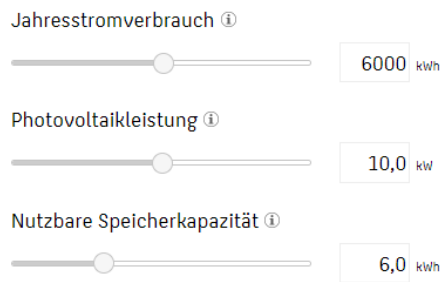 Jahresstromverbrauch ⓘ
6000 kWh
Photovoltaikleistung ⓘ
10,0 kW
Nutzbare Speicherkapazität ⓘ
6,0 kWh